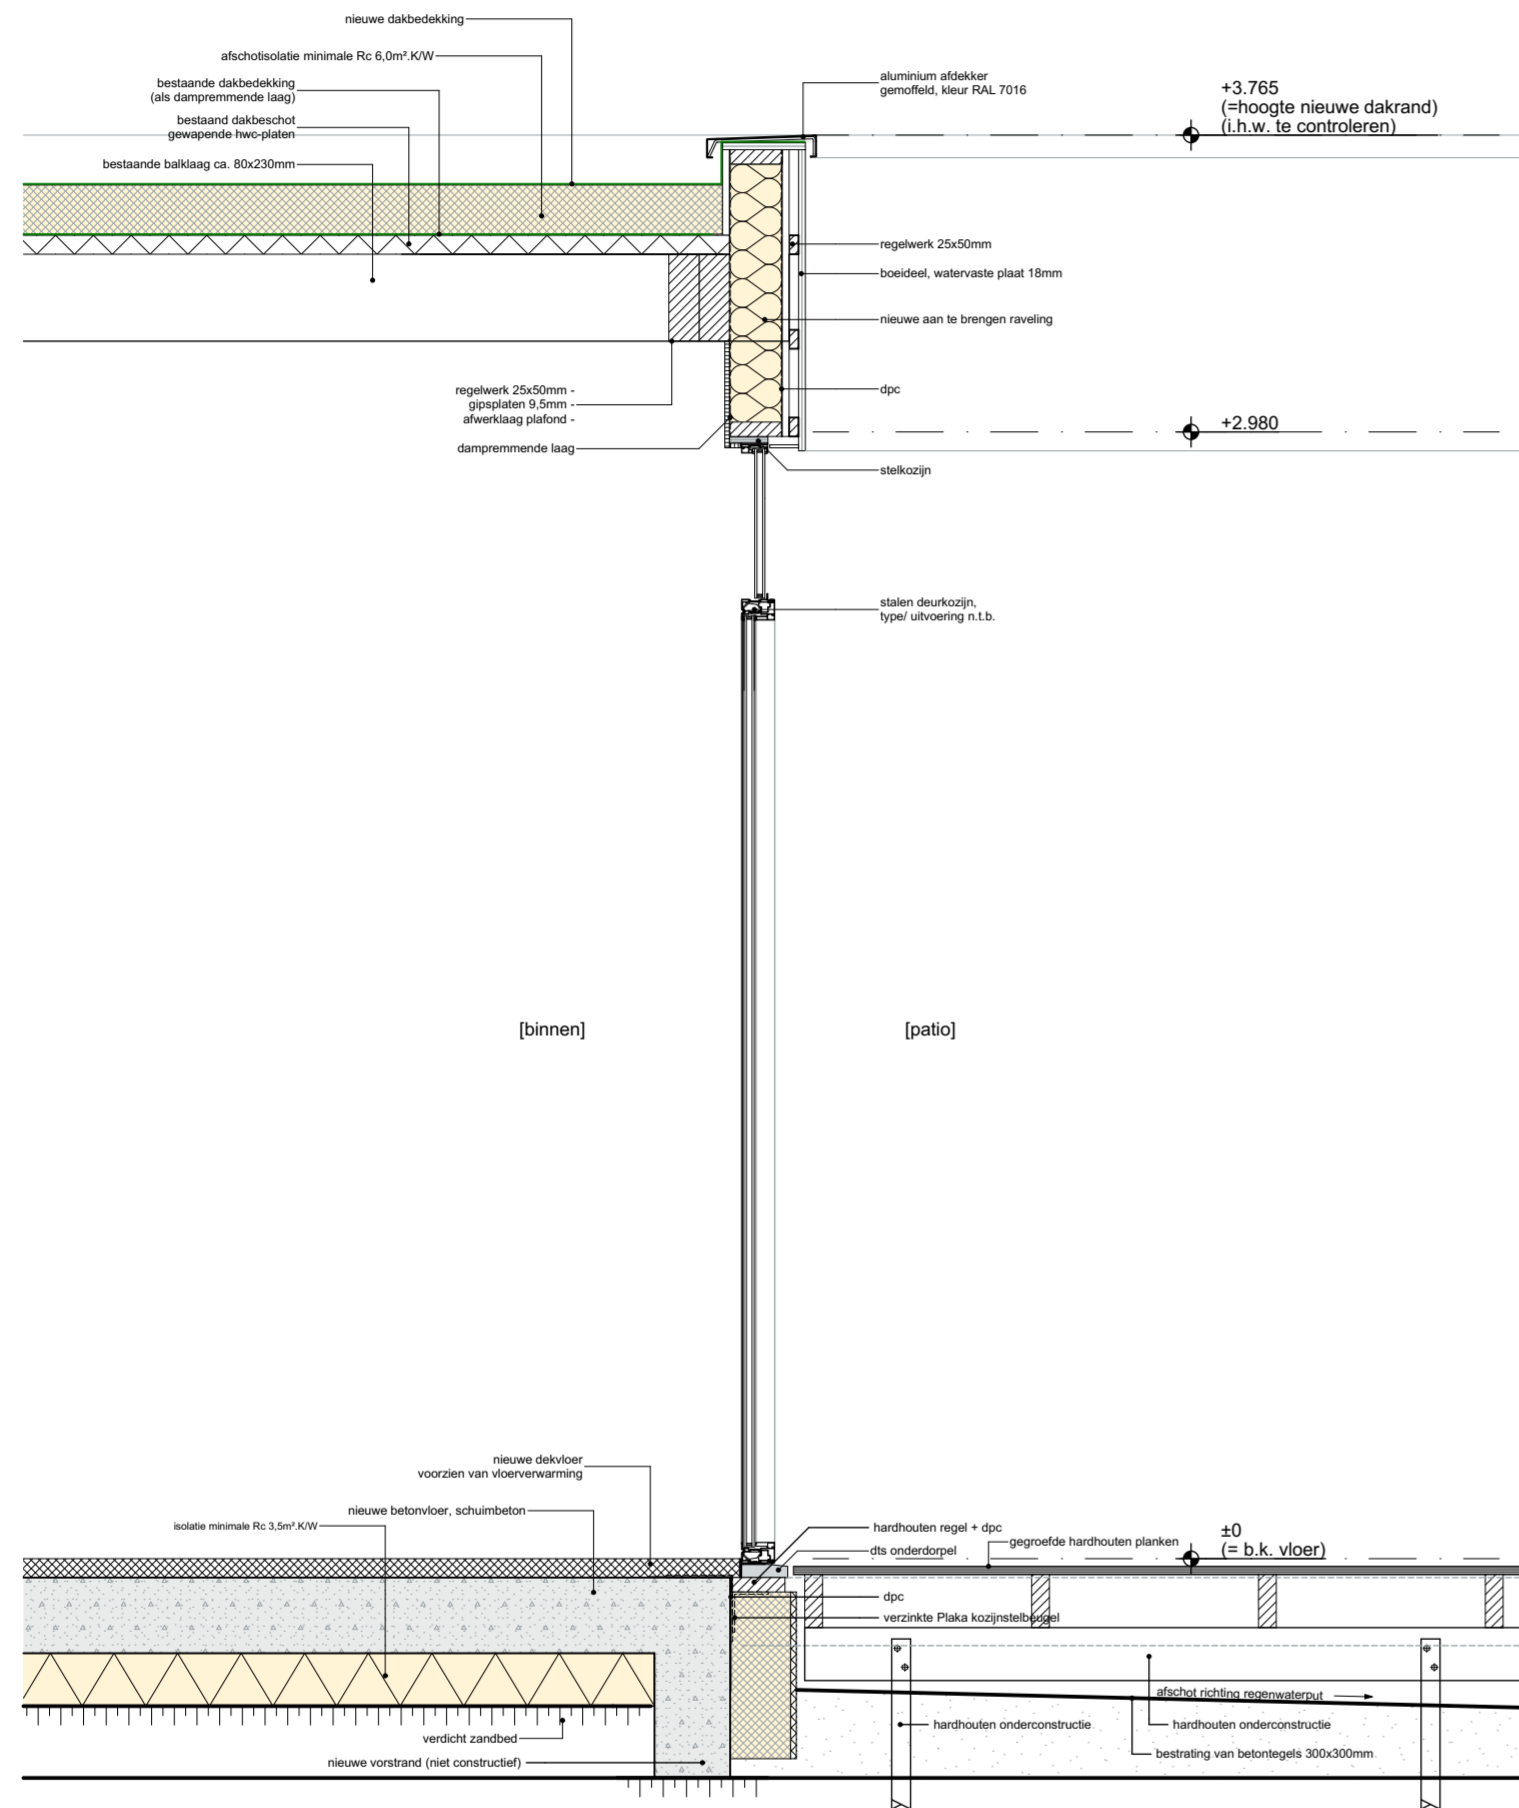 nieuwe dakbedekking
afschotisolatie minimale Rc 6,0m².K/W
bestaande dakbedekking
(als dampremmende laag)
bestaand dakbeschot
gewapende hwc-platen
bestaande balklaag ca. 80x230mm
aluminium afdekker
gemoffeld, kleur RAL 7016
+3.765
(=hoogte nieuwe dakrand)
(i.h.w. te controleren)
regelwerk 25x50mm
boeideel, watervaste plaat 18mm
nieuwe aan te brengen raveling
regelwerk 25x50mm -
gipsplaten 9,5mm -
afwerklaag plafond -
dampremmende laag
dpc
+2.980
stelkozijn
stalen deurkozijn,
type/ uitvoering n.t.b.
[binnen]
[patio]
nieuwe dekvloer
voorzien van vloerverwarming
nieuwe betonvloer, schuimbeton
isolatie minimale Rc 3,5m².K/W
hardhouten regel + dpc
gegroefde hardhouten planken
dts onderdorpel
±0
(= b.k. vloer)
dpc
verzinkte Plaka kozijnstelbeugel
afschot richting regenwaterput
verdicht zandbed
hardhouten onderconstructie
hardhouten onderconstructie
nieuwe vorstrand (niet constructief)
bestrating van betontegels 300x300mm